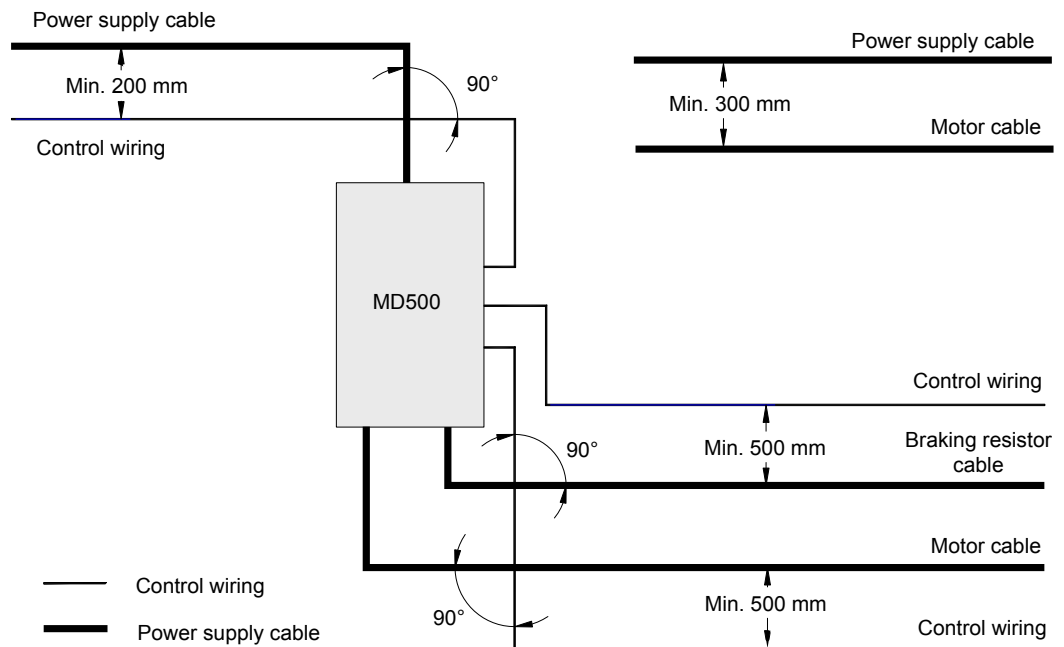 Power supply cable
Min. 200 mm
90°
Control wiring
Power supply cable
Min. 300 mm
Motor cable
MD500
Control wiring
Min. 500 mm
Braking resistor
cable
90°
Motor cable
Min. 500 mm
Control wiring
90°
Control wiring
Power supply cable